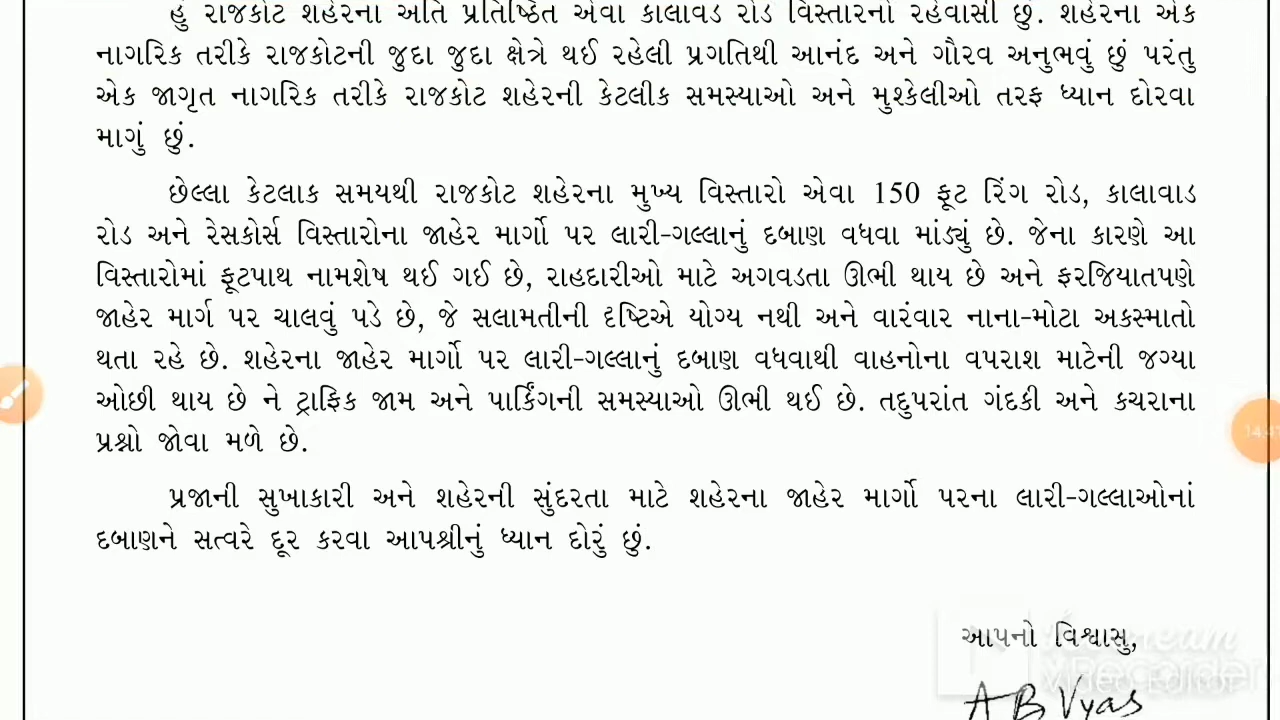 હું રાજકોટ શહેરના અતિ પ્રતિષ્ઠિત એવા કાલાવડ રોડ વિસ્તારનો રહેવાસી છું. શહેરના એક
નાગરિક તરીકે રાજકોટની જુદા જુદા ક્ષેત્રે થઈ રહેલી પ્રગતિથી આનંદ અને ગૌરવ અનુભવું છું પરંતુ
એક જાગૃત નાગરિક તરીકે રાજકોટ શહેરની કેટલીક સમસ્યાઓ અને મુશ્કેલીઓ તરફ ધ્યાન દોરવા
માગું છું.
છેલ્લા કેટલાક સમયથી રાજકોટ શહેરના મુખ્ય વિસ્તારો એવા 150 ફૂટ રિંગ રોડ, કાલાવાડ
રોડ અને રેસકોર્સ વિસ્તારોના જાહેર માર્ગો પર લારી-ગલ્લાનું દબાણ વધવા માંડ્યું છે. જેના કારણે આ
વિસ્તારોમાં ફૂટપાથ નામશેષ થઈ ગઈ છે, રાહદારીઓ માટે અગવડતા ઊભી થાય છે અને ફરજિયાતપણે
જાહેર માર્ગ પર ચાલવું પડે છે, જે સલામતીની દૃષ્ટિએ યોગ્ય નથી અને વારંવાર નાના-મોટા અકસ્માતો
થતા રહે છે. શહેરના જાહેર માર્ગો પર લારી-ગલ્લાનું દબાણ વધવાથી વાહનોના વપરાશ માટેની જગ્યા
ઓછી થાય છે ને ટ્રાફિક જામ અને પાર્કિંગની સમસ્યાઓ ઊભી થઈ છે. તદુપરાંત ગંદકી અને કચરાના
પ્રશ્નો જોવા મળે છે.
પ્રજાની સુખાકારી અને શહેરની સુંદરતા માટે શહેરના જાહેર માર્ગો પરના લારી-ગલ્લાઓનાં
દબાણને સત્વરે દૂર કરવા આપશ્રીનું ધ્યાન દોરું છું.
આપનો વિશ્વાસુ,
A B Vyas
Recorder
Video Editor